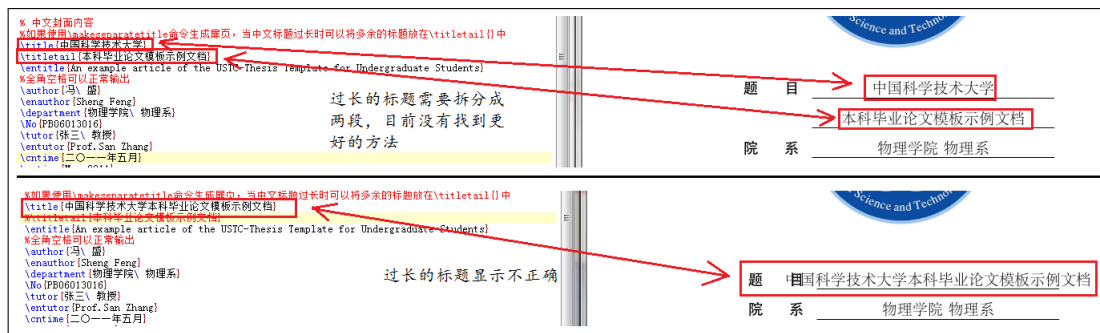 % 中文封面内容
%如果使用\makeseparatetitle命令生成扉页，当中文标题过长时可以将多余的标题放在\titletail{}中
\title{中国科学技术大学}
\titletail{本科毕业论文模板示例文档}
\entitle{An example article of the USTC-Thesis Template for Undergraduate Students}
%全角空格可以正常输出
\author{冯\ 盛}
\enauthor{Sheng Feng}
\department{物理学院\ 物理系}
\No{PB06013016}
\tutor{张三\ 教授}
\entutor{Prof.San Zhang}
\cntime{二〇一一年五月}
过长的标题需要拆分成
两段，目前没有找到更
好的方法
Science and Techno
题 目 中国科学技术大学
本科毕业论文模板示例文档
院 系 物理学院 物理系
%如果使用\makeseparatetitle命令生成扉页，当中文标题过长时可以将多余的标题放在\titletail{}中
\title{中国科学技术大学本科毕业论文模板示例文档}
%\titletail{本科毕业论文模板示例文档}
\entitle{An example article of the USTC-Thesis Template for Undergraduate Students}
%全角空格可以正常输出
\author{冯\ 盛}
\enauthor{Sheng Feng}
\department{物理学院\ 物理系}
\No{PB06013016}
\tutor{张三\ 教授}
\entutor{Prof.San Zhang}
\cntime{二〇一一年五月}
过长的标题显示不正确
Science and Techno
题 目中国科学技术大学本科毕业论文模板示例文档
院 系 物理学院 物理系